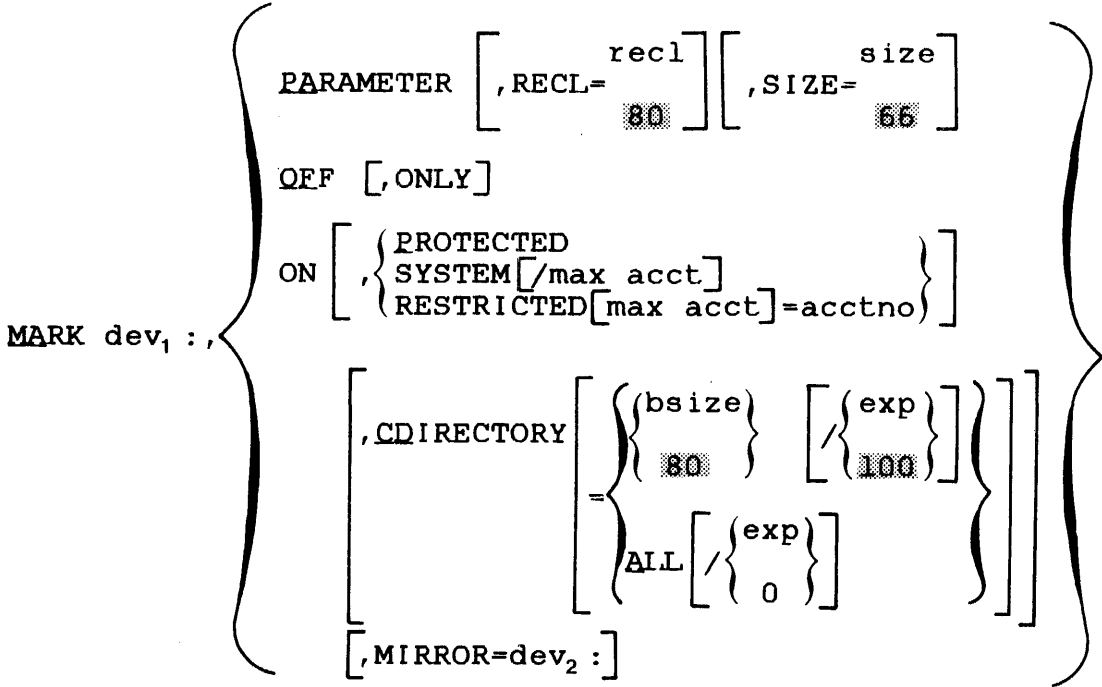 recl size
PARAMETER [,RECL= ][,SIZE= ]
80 66
OFF [,ONLY]
ON [,{PROTECTED
SYSTEM[/max acct]
RESTRICTED[max acct]=acctno}]
MARK dev₁:,
[,CDIRECTORY[={{bsize} [/{exp}]
80 100
ALL[/{exp}]
0
[,MIRROR=dev₂:]